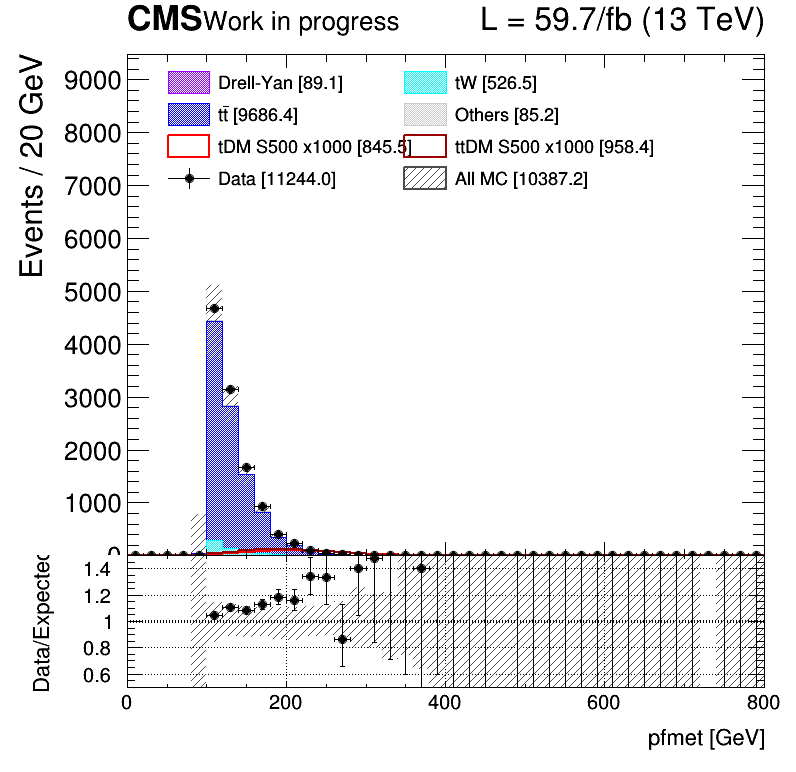 CMS Work in progress L = 59.7/fb (13 TeV)
Events / 20 GeV
9000
8000
7000
6000
5000
4000
3000
2000
1000
0
Drell-Yan [89.1] tW [526.5]
tt̄ [9686.4] Others [85.2]
tDM S500 x1000 [845.5] ttDM S500 x1000 [958.4]
Data [11244.0] All MC [10387.2]
Data/Expected
1.4
1.2
1
0.8
0.6
0 200 400 600 800
pfmet [GeV]